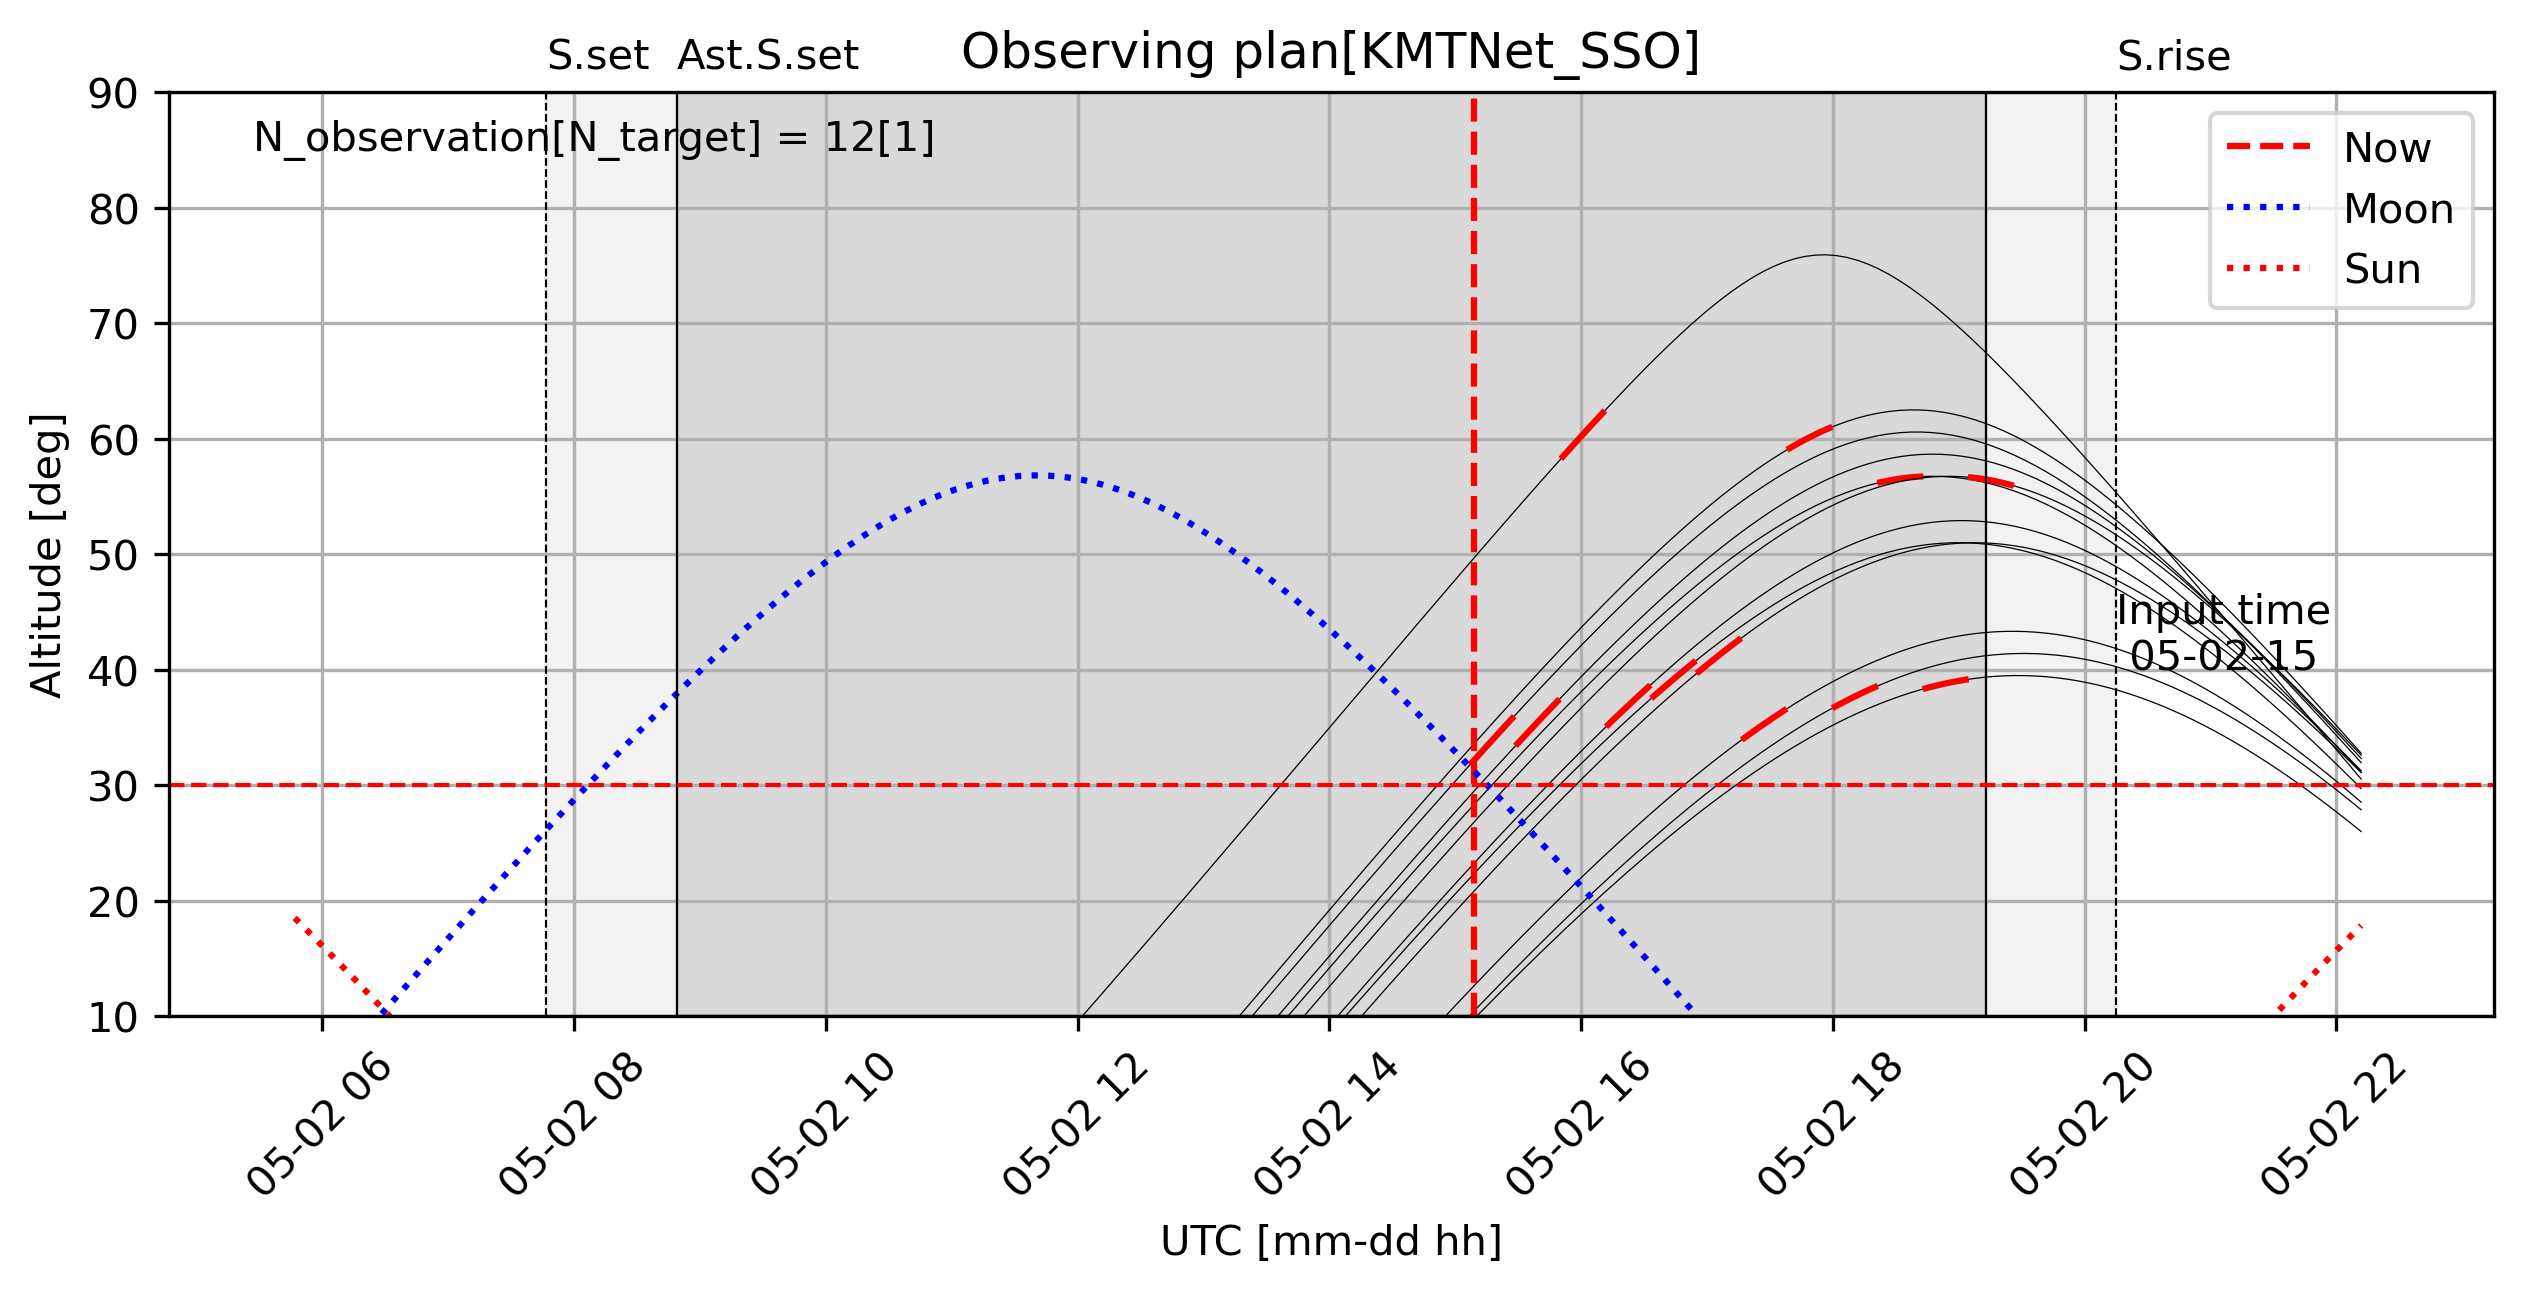 S.set Ast.S.set Observing plan[KMTNet_SSO] S.rise
N_observation[N_target] = 12[1]
Now
Moon
Sun
Input time
05-02-15
Altitude [deg]
90
80
70
60
50
40
30
20
10
05-02 06
05-02 08
05-02 10
05-02 12
05-02 14
05-02 16
05-02 18
05-02 20
05-02 22
UTC [mm-dd hh]